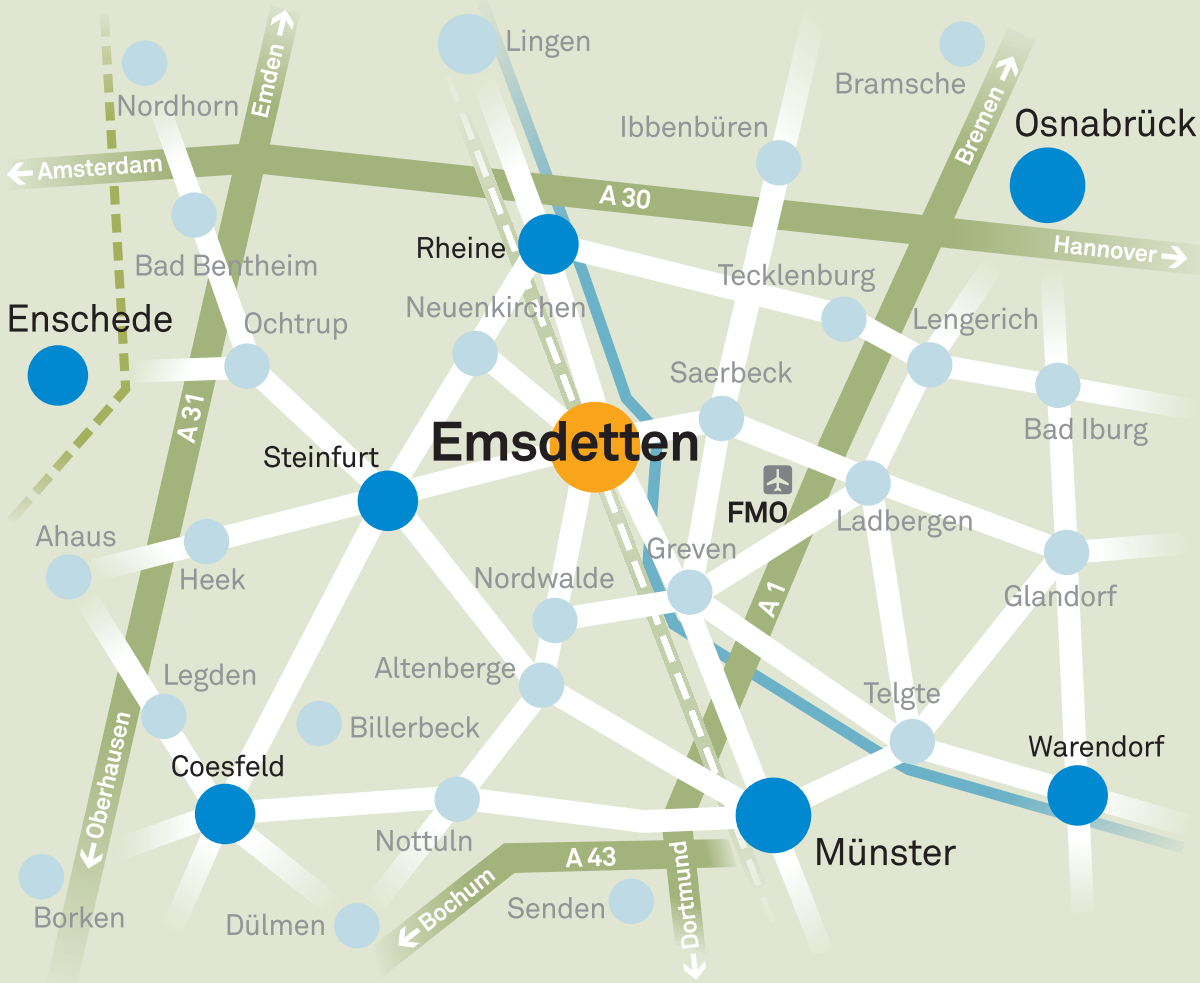 Lingen
Emden
Bramsche
Nordhorn
Ibbenbüren
Osnabrück
Bremen
Amsterdam
A 30
Hannover
Rheine
Bad Bentheim
Tecklenburg
Neuenkirchen
Enschede
Ochtrup
Lengerich
Saerbeck
A 31
Bad Iburg
Emsdetten
Steinfurt
FMO
Ladbergen
Ahaus
Greven
Heek
Nordwalde
A 1
Glandorf
Legden
Altenberge
Telgte
Billerbeck
Warendorf
Coesfeld
Oberhausen
Nottuln
Münster
A 43
Dortmund
Bochum
Borken
Senden
Dülmen